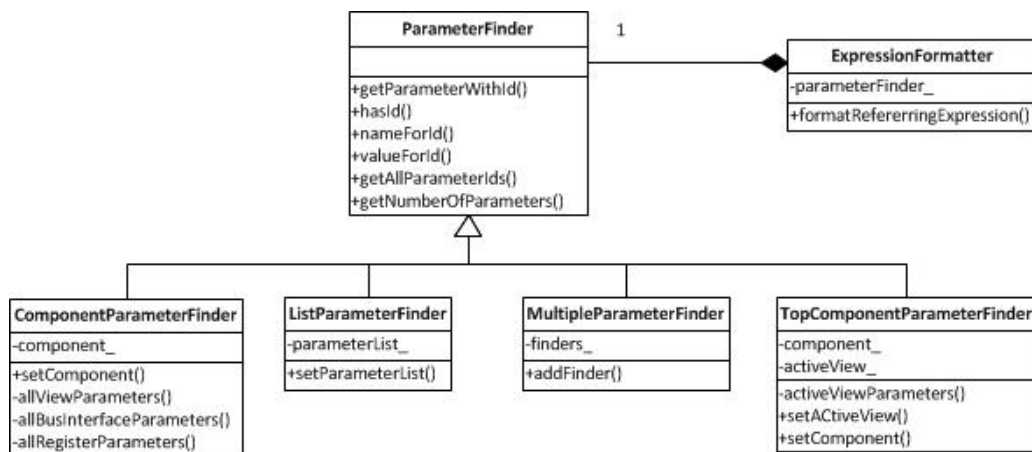 ParameterFinder
+getParameterWithId()
+hasId()
+nameForId()
+valueForId()
+getAllParameterIds()
+getNumberOfParameters()
1
ExpressionFormatter
-parameterFinder_
+formatRefererringExpression()
ComponentParameterFinder
-component_
+setComponent()
-allViewParameters()
-allBusInterfaceParameters()
-allRegisterParameters()
ListParameterFinder
-parameterList_
+setParameterList()
MultipleParameterFinder
-finders_
+addFinder()
TopComponentParameterFinder
-component_
-activeView_
-activeViewParameters()
+setACtiveView()
+setComponent()